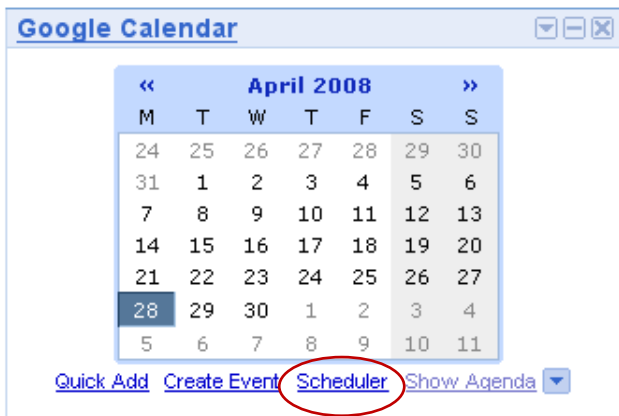 Google Calendar
« April 2008 »
M T W T F S S
24 25 26 27 28 29 30
31 1 2 3 4 5 6
7 8 9 10 11 12 13
14 15 16 17 18 19 20
21 22 23 24 25 26 27
28 29 30 1 2 3 4
5 6 7 8 9 10 11
Quick Add Create Event Scheduler Show Agenda